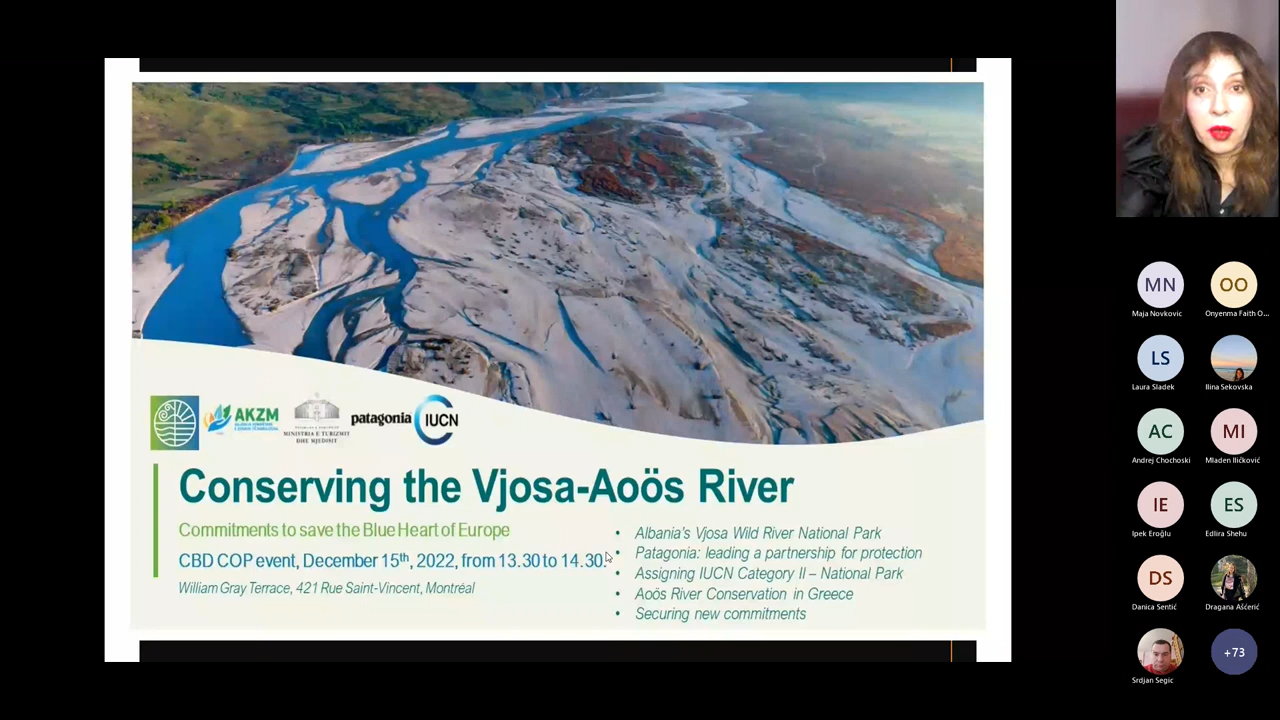 AKZM
MINISTRIA E TURIZMIT
DHE MJEDISIT
patagonia
IUCN
Conserving the Vjosa-Aoös River
Commitments to save the Blue Heart of Europe
CBD COP event, December 15th, 2022, from 13.30 to 14.30.
William Gray Terrace, 421 Rue Saint-Vincent, Montréal
• Albania's Vjosa Wild River National Park
• Patagonia: leading a partnership for protection
• Assigning IUCN Category II – National Park
• Aoös River Conservation in Greece
• Securing new commitments
MN
Maja Novkovic
OO
Onyenma Faith O...
LS
Laura Sladek
Ilina Sekovska
AC
Andrej Chochoski
MI
Mladen Iličković
IE
Ipek Eroğlu
ES
Edlira Shehu
DS
Danica Sentić
Dragana Aščerić
Srdjan Segic
+73